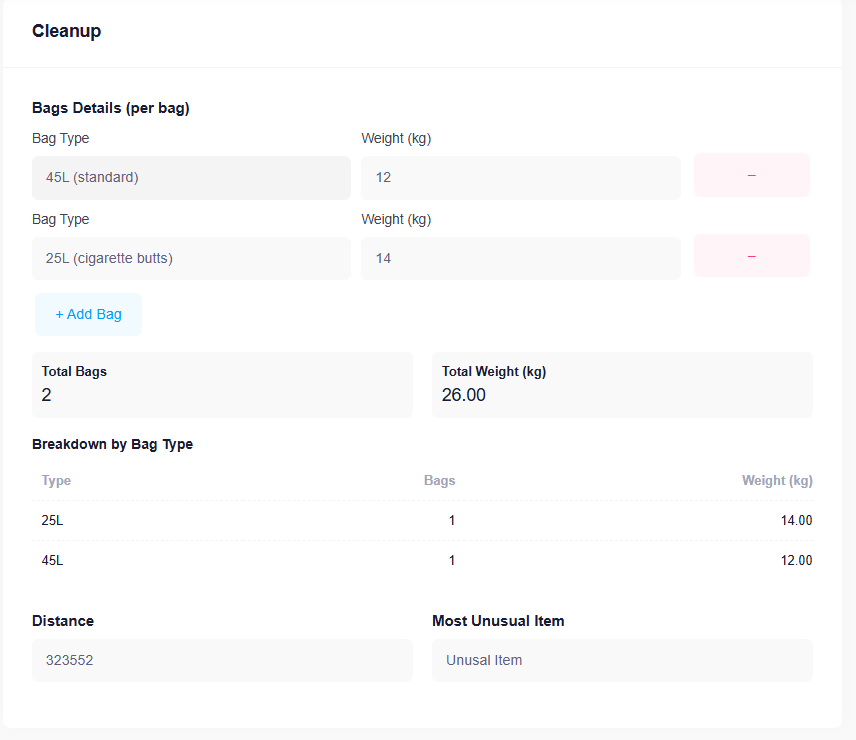 Cleanup
Bags Details (per bag)
Bag Type Weight (kg)
45L (standard) 12 –
Bag Type Weight (kg)
25L (cigarette butts) 14 –
+ Add Bag
Total Bags Total Weight (kg)
2 26.00
Breakdown by Bag Type
Type Bags Weight (kg)
25L 1 14.00
45L 1 12.00
Distance Most Unusual Item
323552 Unusal Item